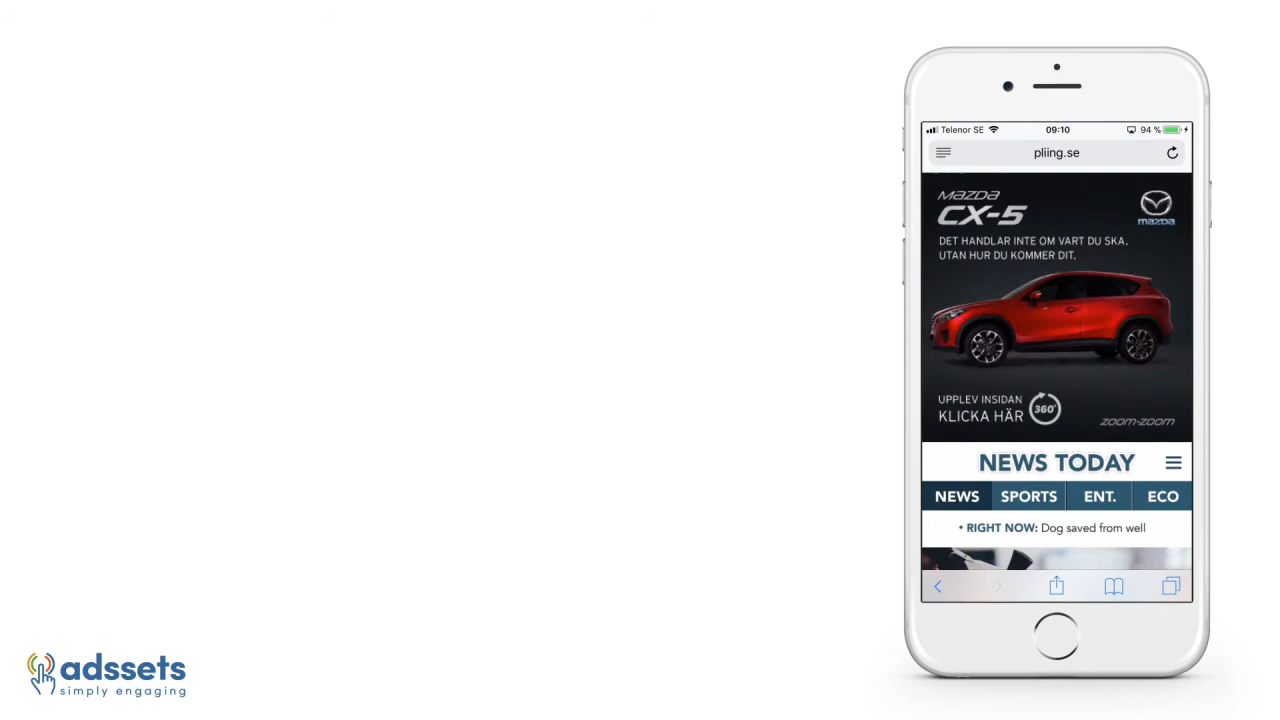 Telenor SE 09:10 94 %
pliing.se
mazda
CX-5
mazda
DET HANDLAR INTE OM VART DU SKA.
UTAN HUR DU KOMMER DIT.
UPPLEV INSIDAN
KLICKA HÄR 360°
zoom-zoom
NEWS TODAY
NEWS SPORTS ENT. ECO
• RIGHT NOW: Dog saved from well
adssets
simply engaging